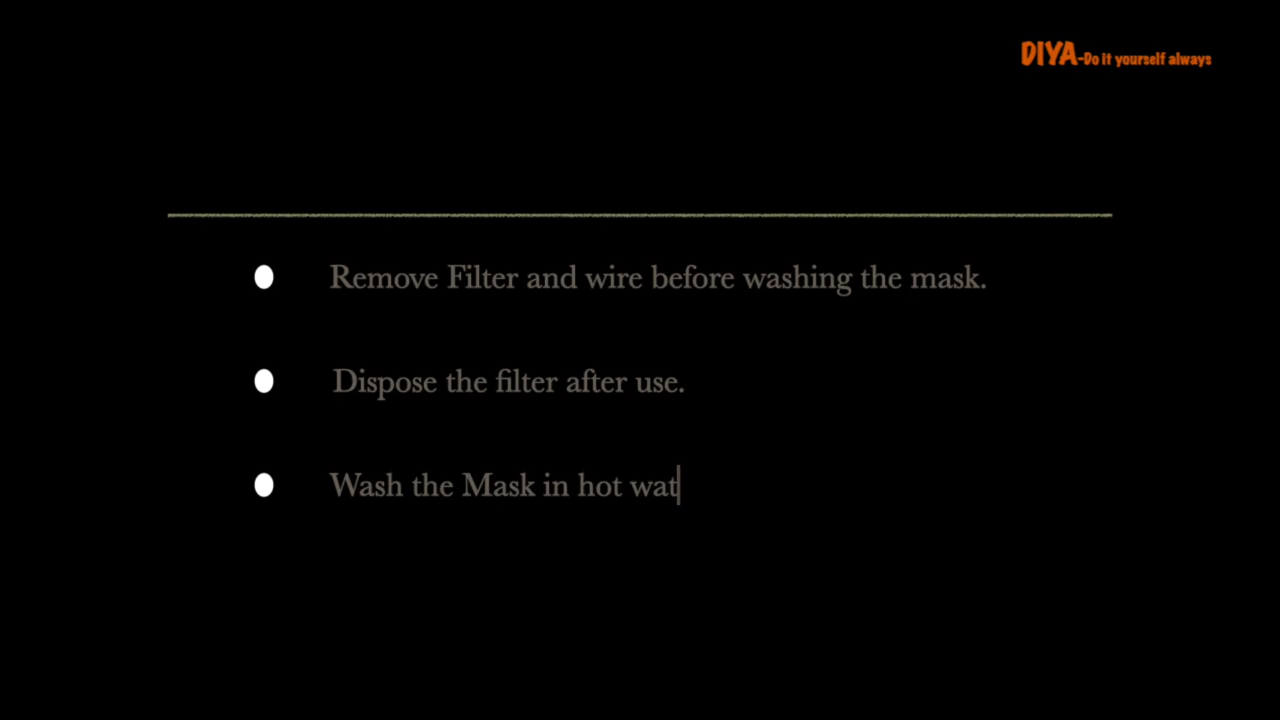 DIYA-Do it yourself always
Remove Filter and wire before washing the mask.
Dispose the filter after use.
Wash the Mask in hot wat